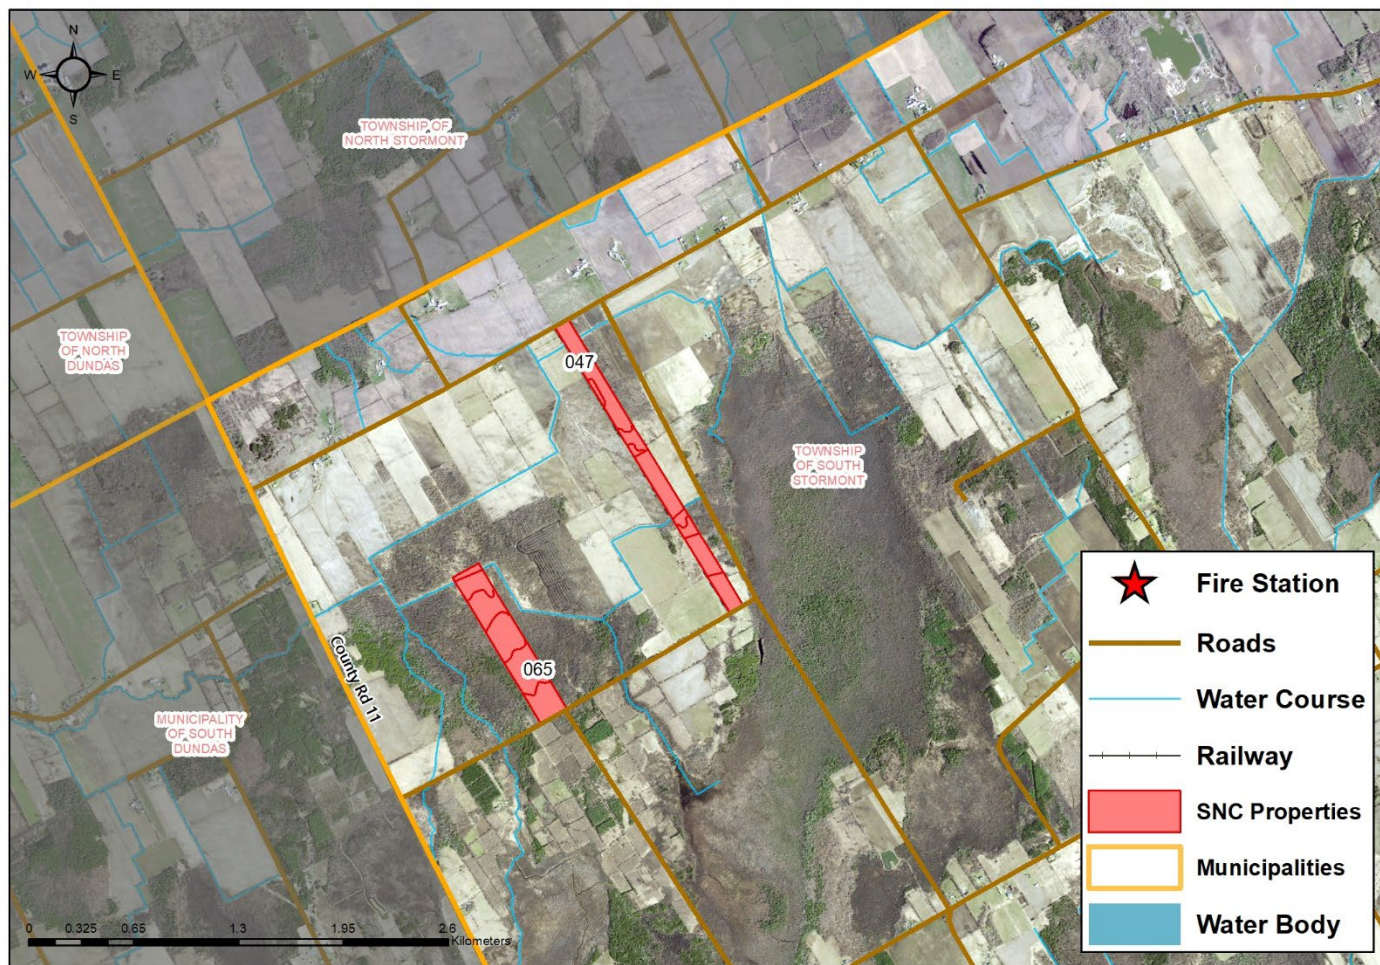 N
W
E
S
TOWNSHIP OF
NORTH STORMONT
TOWNSHIP
OF NORTH
DUNDAS
047
TOWNSHIP
OF SOUTH
STORMONT
065
County Rd 11
MUNICIPALITY
OF SOUTH
DUNDAS
Fire Station
Roads
Water Course
Railway
SNC Properties
Municipalities
Water Body
0 0.325 0.65 1.3 1.95 2.6
Kilometers